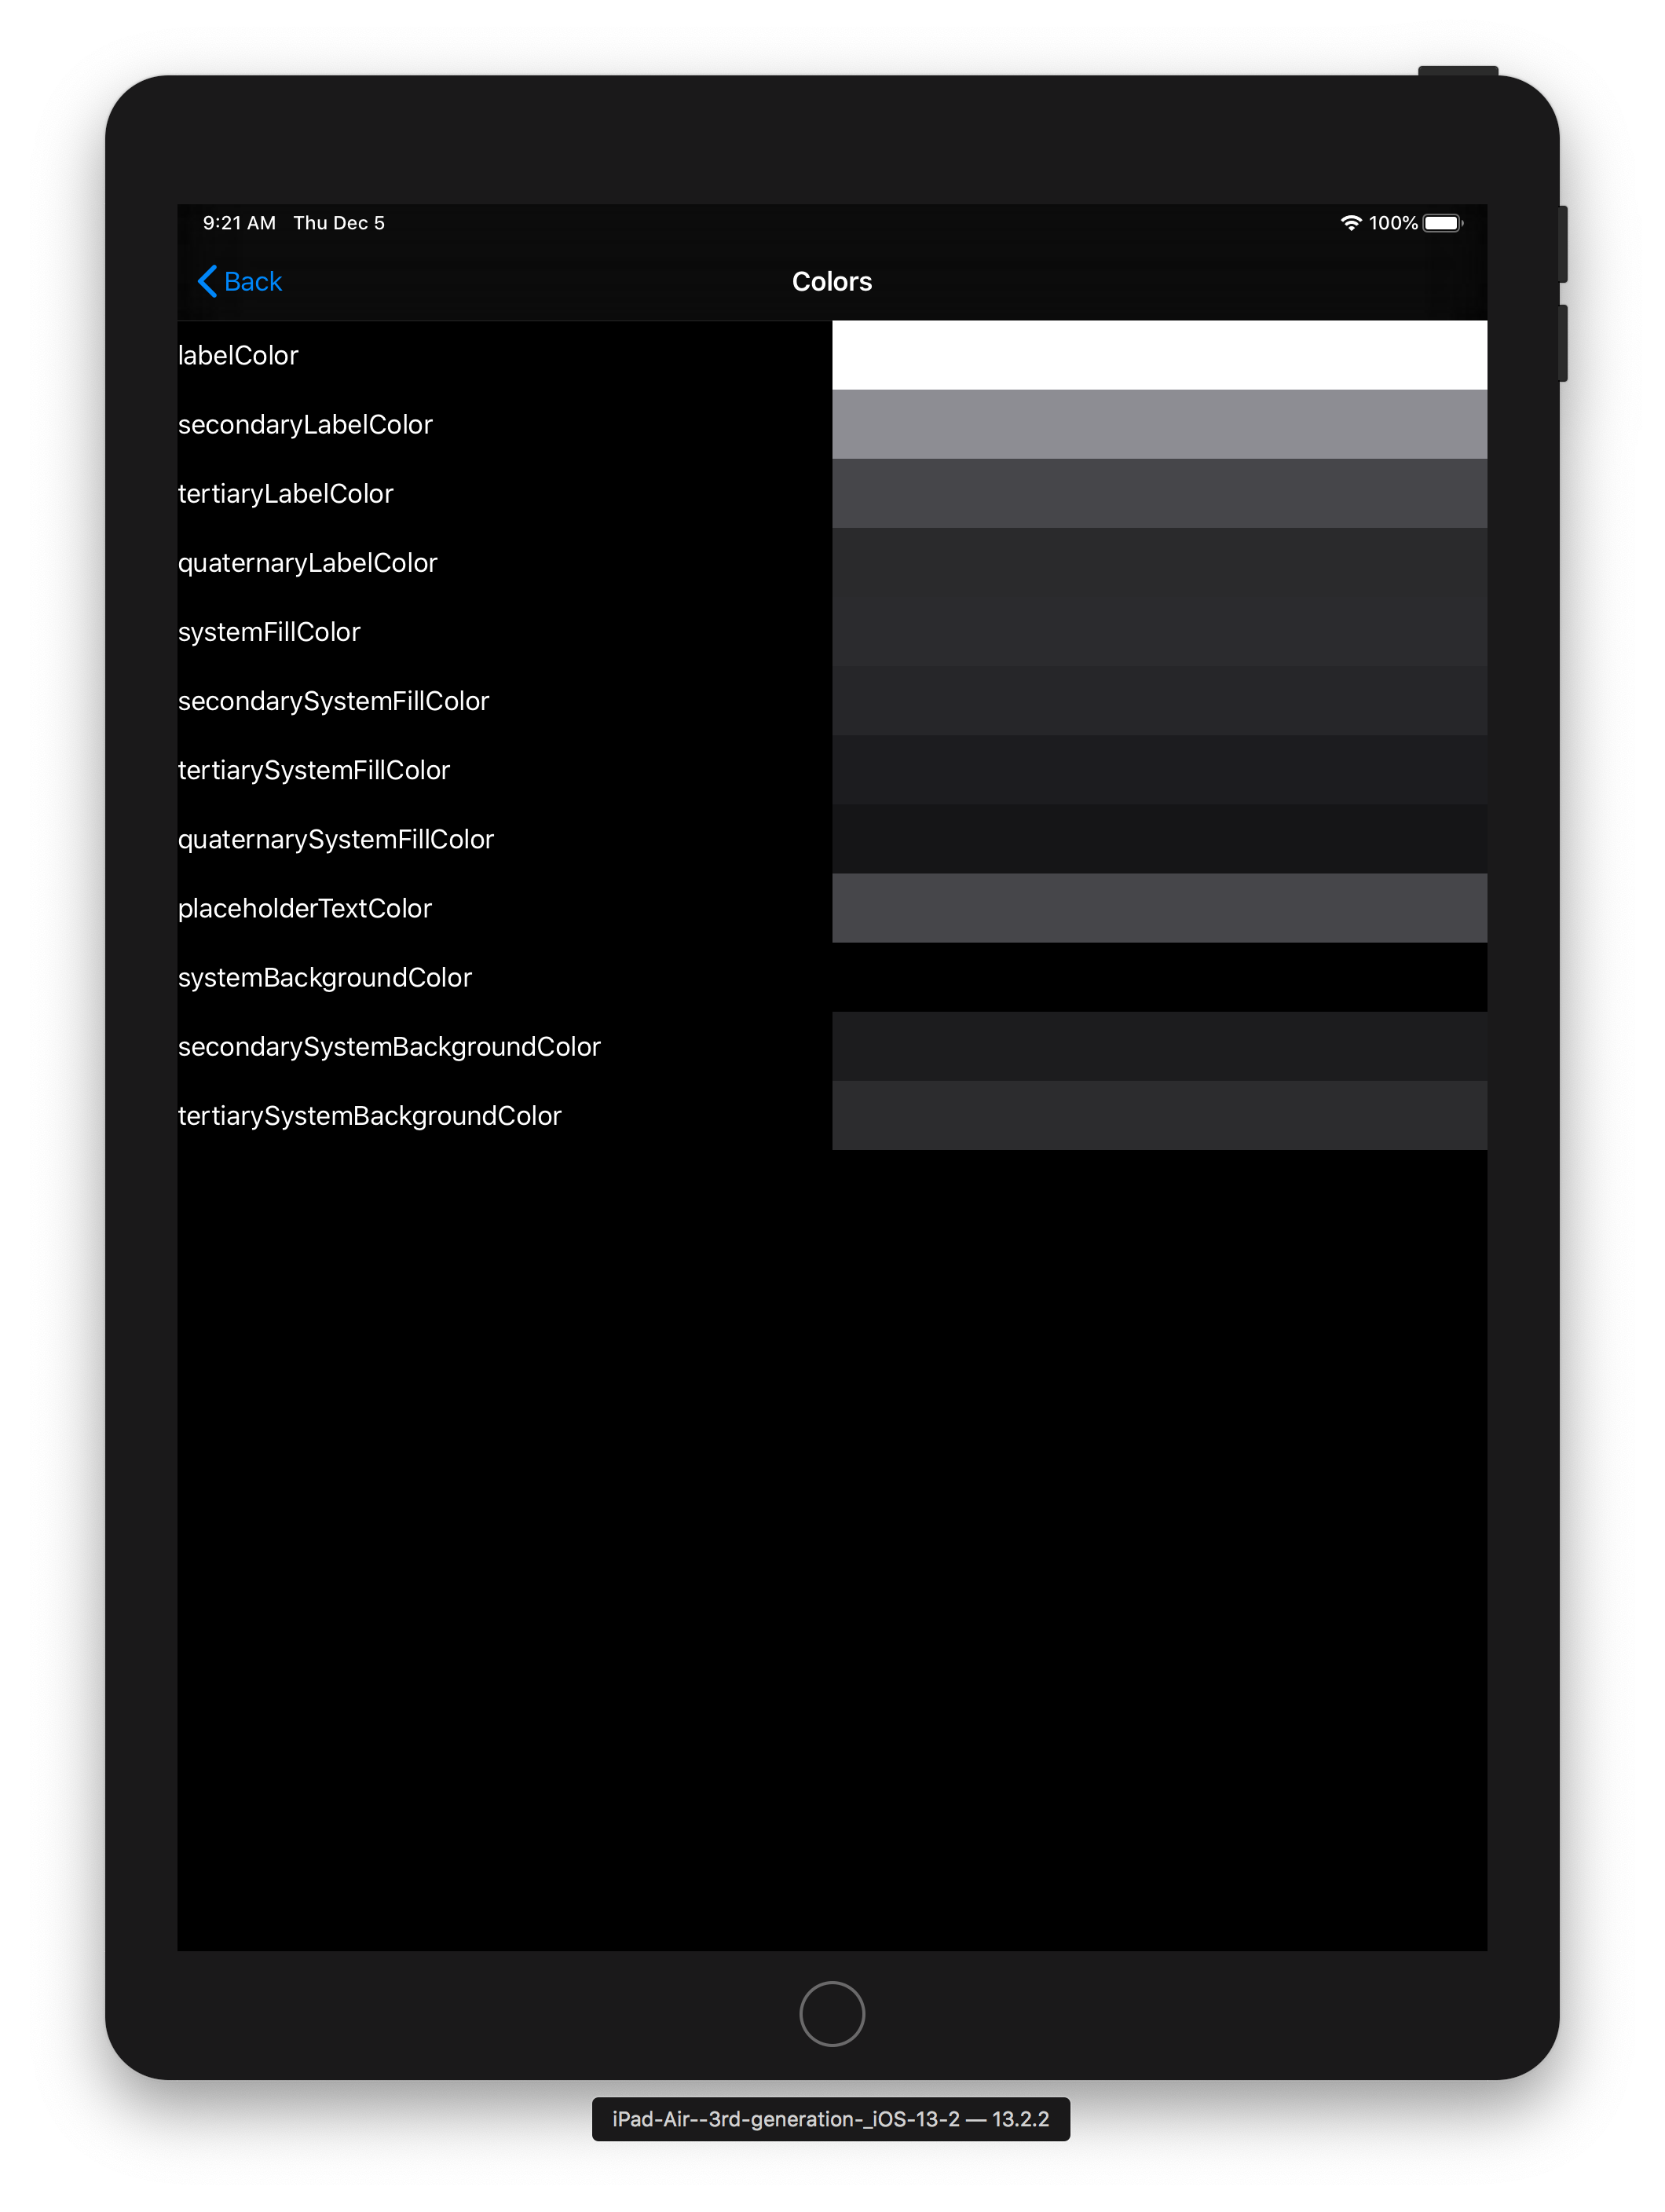 9:21 AM Thu Dec 5 100%
Back Colors
labelColor
secondaryLabelColor
tertiaryLabelColor
quaternaryLabelColor
systemFillColor
secondarySystemFillColor
tertiarySystemFillColor
quaternarySystemFillColor
placeholderTextColor
systemBackgroundColor
secondarySystemBackgroundColor
tertiarySystemBackgroundColor
iPad-Air--3rd-generation-_iOS-13-2 — 13.2.2